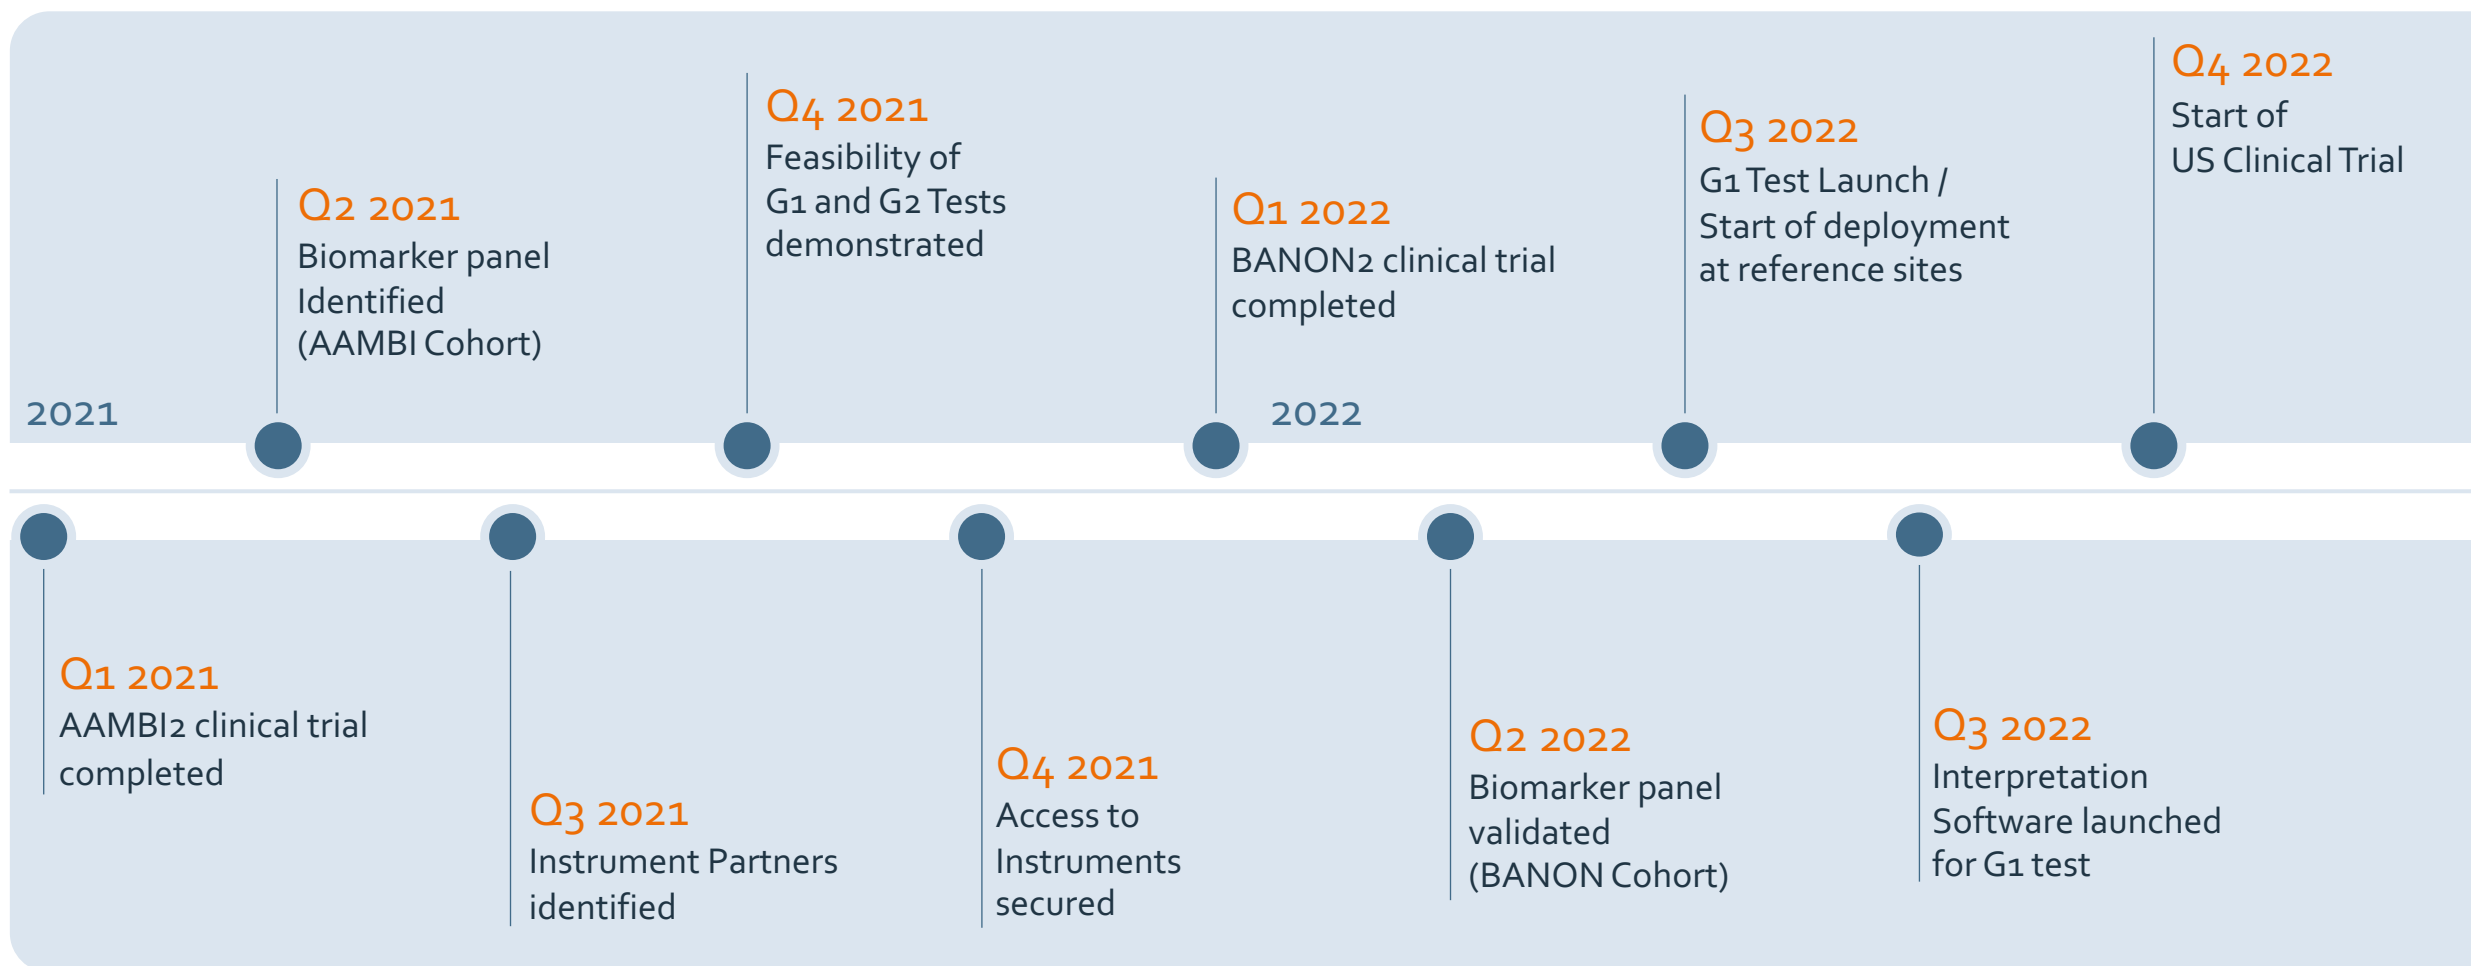 Q4 2022
Start of
US Clinical Trial
Q4 2021
Feasibility of
G1 and G2 Tests
demonstrated
Q3 2022
G1 Test Launch /
Start of deployment
at reference sites
Q2 2021
Biomarker panel
Identified
(AAMBI Cohort)
Q1 2022
BANON2 clinical trial
completed
2021
2022
Q1 2021
AAMBI2 clinical trial
completed
Q3 2021
Instrument Partners
identified
Q4 2021
Access to
Instruments
secured
Q2 2022
Biomarker panel
validated
(BANON Cohort)
Q3 2022
Interpretation
Software launched
for G1 test